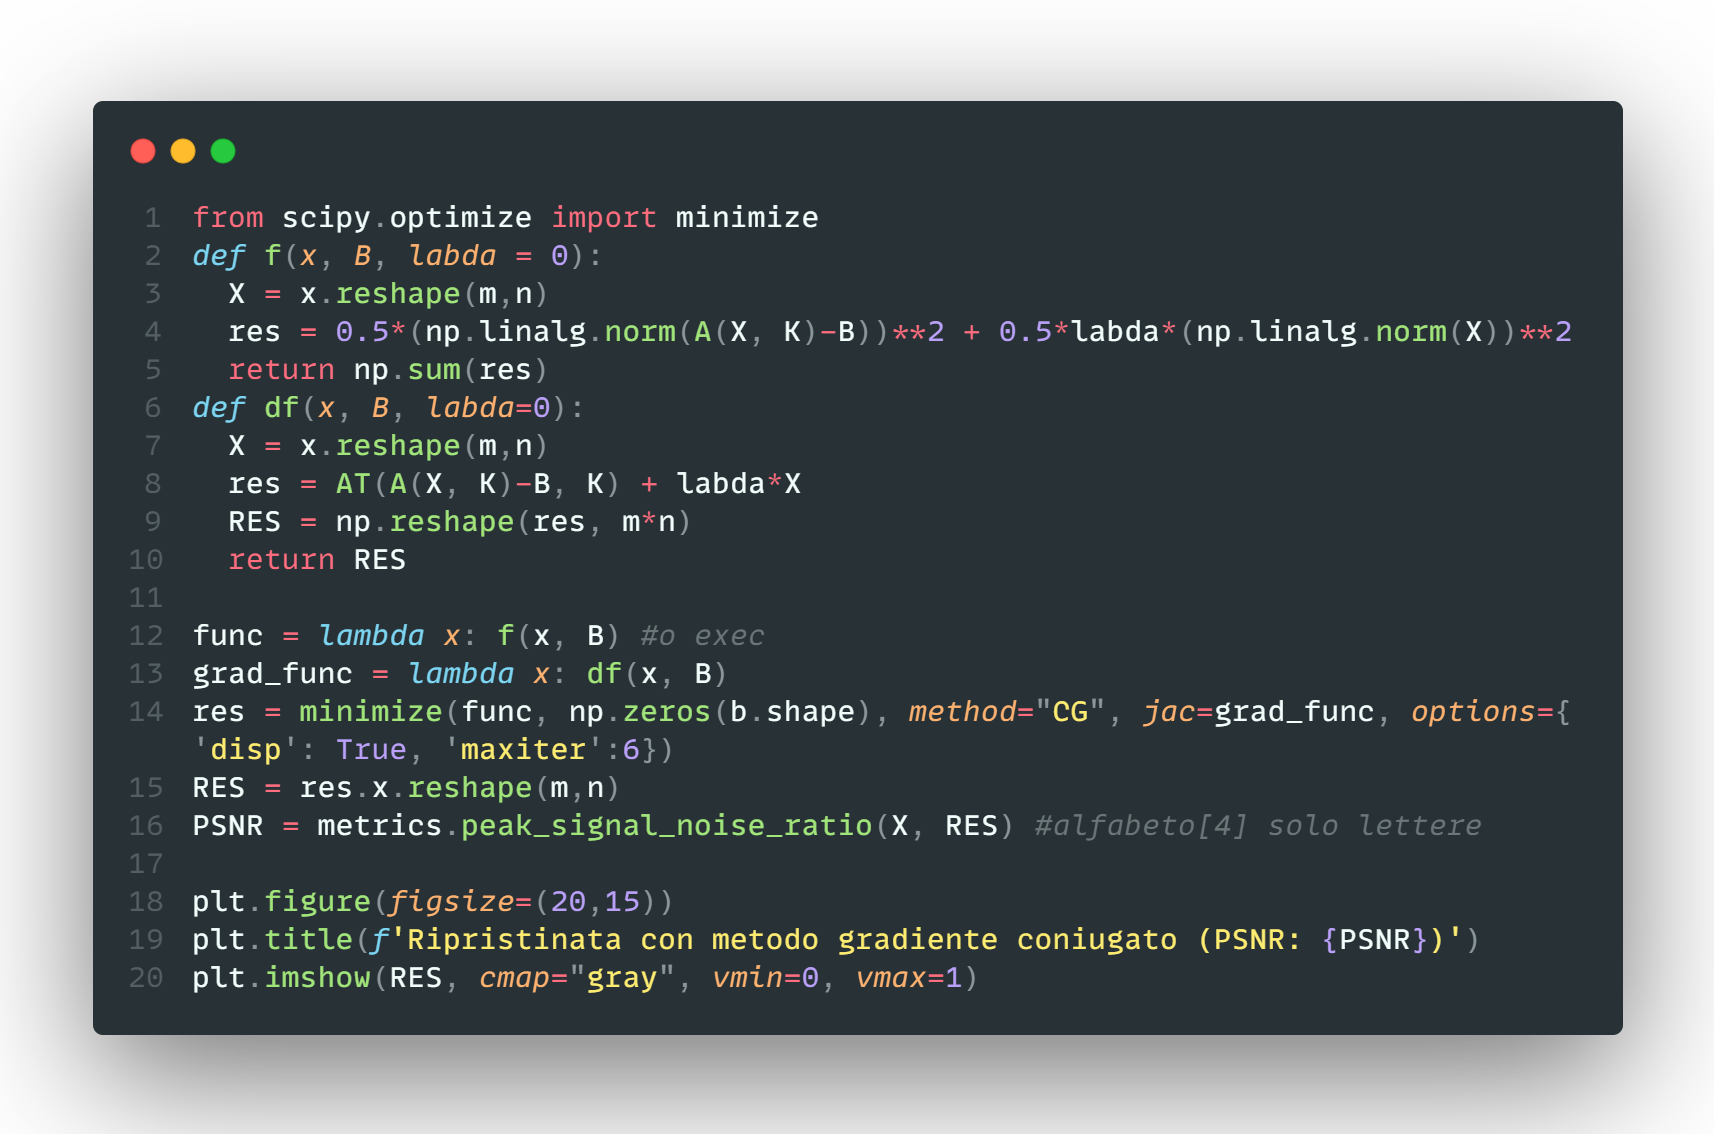 1 from scipy.optimize import minimize
2 def f(x, B, labda = 0):
3   X = x.reshape(m,n)
4   res = 0.5*(np.linalg.norm(A(X, K)-B))**2 + 0.5*labda*(np.linalg.norm(X))**2
5   return np.sum(res)
6 def df(x, B, labda=0):
7   X = x.reshape(m,n)
8   res = AT(A(X, K)-B, K) + labda*X
9   RES = np.reshape(res, m*n)
10   return RES
11
12 func = lambda x: f(x, B) #o exec
13 grad_func = lambda x: df(x, B)
14 res = minimize(func, np.zeros(b.shape), method="CG", jac=grad_func, options={
'disp': True, 'maxiter':6})
15 RES = res.x.reshape(m,n)
16 PSNR = metrics.peak_signal_noise_ratio(X, RES) #alfabeto[4] solo lettere
17
18 plt.figure(figsize=(20,15))
19 plt.title(f'Ripristinata con metodo gradiente coniugato (PSNR: {PSNR})')
20 plt.imshow(RES, cmap="gray", vmin=0, vmax=1)